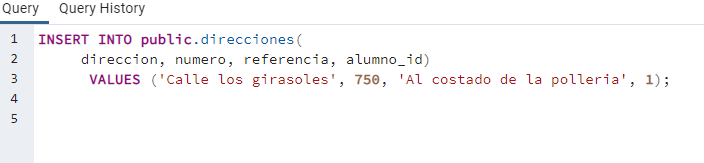 Query Query History
1 INSERT INTO public.direcciones(
2 direccion, numero, referencia, alumno_id)
3 VALUES ('Calle los girasoles', 750, 'Al costado de la polleria', 1);
4
5